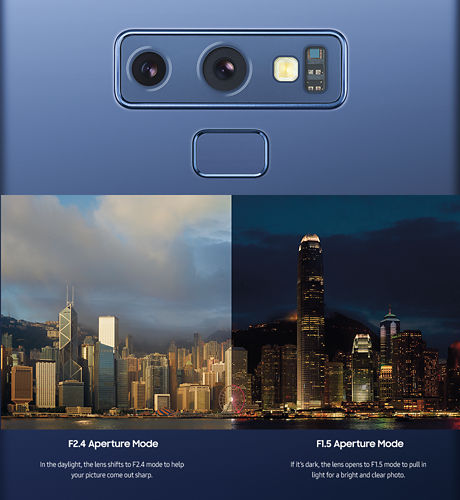 F2.4 Aperture Mode
In the daylight, the lens shifts to F2.4 mode to help
your picture come out sharp.
F1.5 Aperture Mode
If it's dark, the lens opens to F1.5 mode to pull in
light for a bright and clear photo.